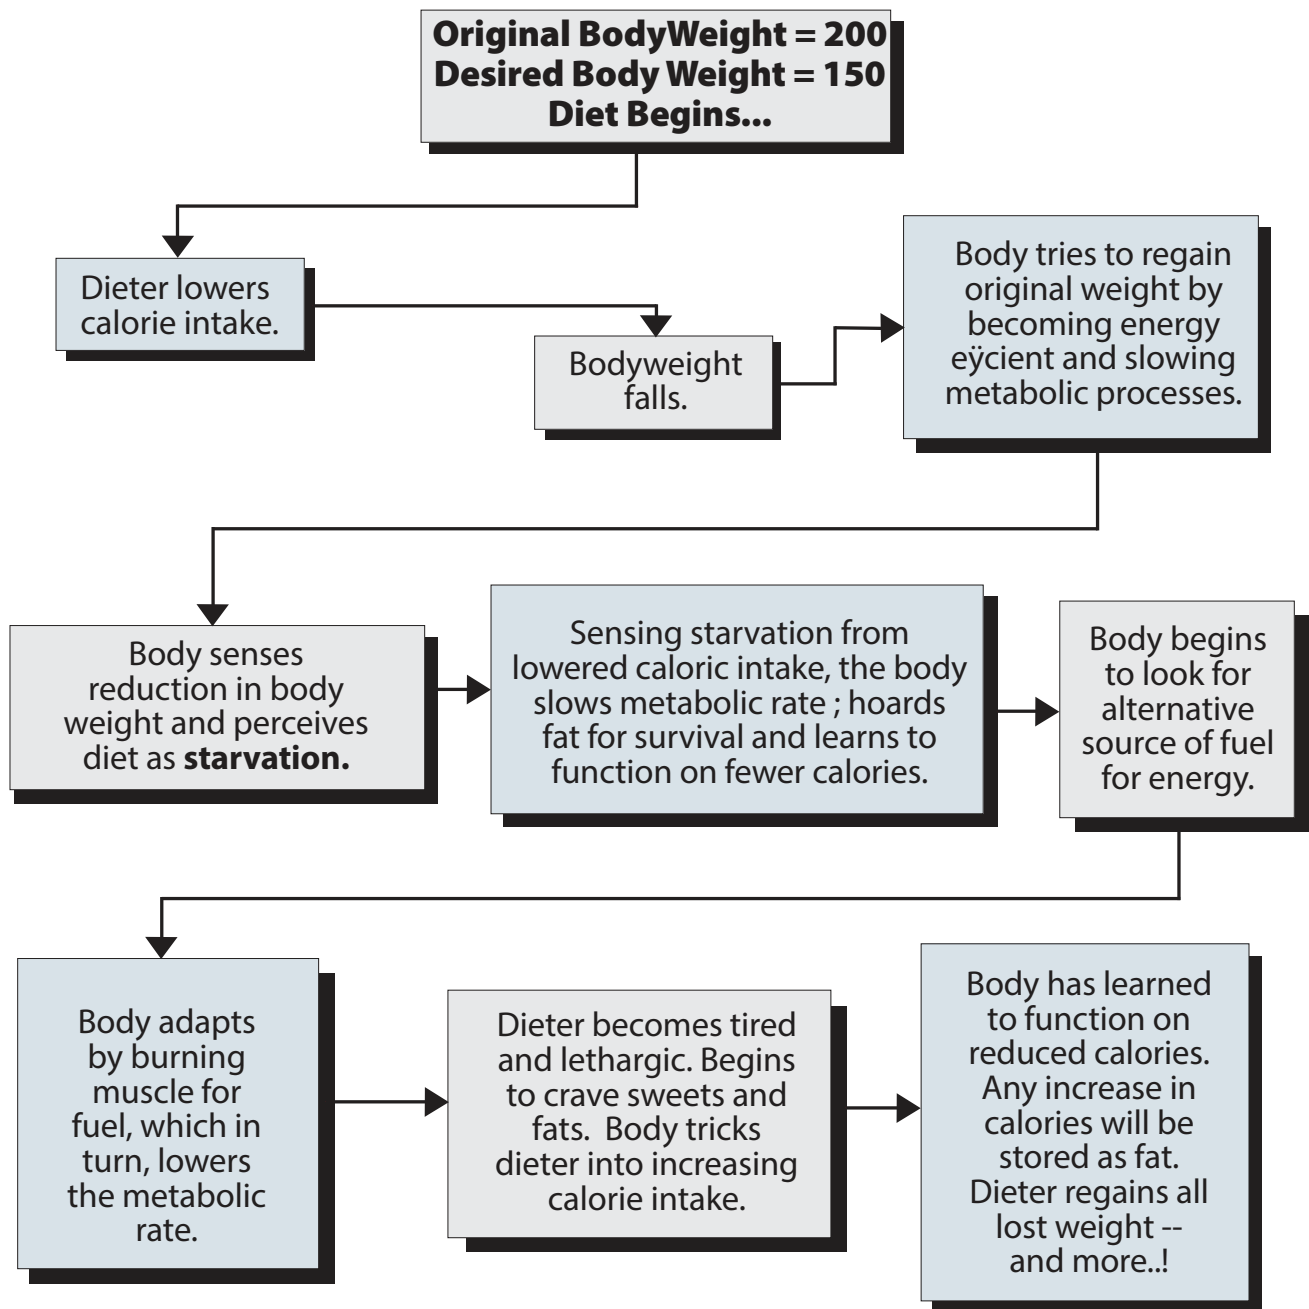 Original BodyWeight = 200
Desired Body Weight = 150
Diet Begins...
Dieter lowers
calorie intake.
Bodyweight
falls.
Body tries to regain
original weight by
becoming energy
eÿcient and slowing
metabolic processes.
Body senses
reduction in body
weight and perceives
diet as starvation.
Sensing starvation from
lowered caloric intake, the body
slows metabolic rate ; hoards
fat for survival and learns to
function on fewer calories.
Body begins
to look for
alternative
source of fuel
for energy.
Body adapts
by burning
muscle for
fuel, which in
turn, lowers
the metabolic
rate.
Dieter becomes tired
and lethargic. Begins
to crave sweets and
fats.  Body tricks
dieter into increasing
calorie intake.
Body has learned
to function on
reduced calories.
Any increase in
calories will be
stored as fat.
Dieter regains all
lost weight --
and more..!